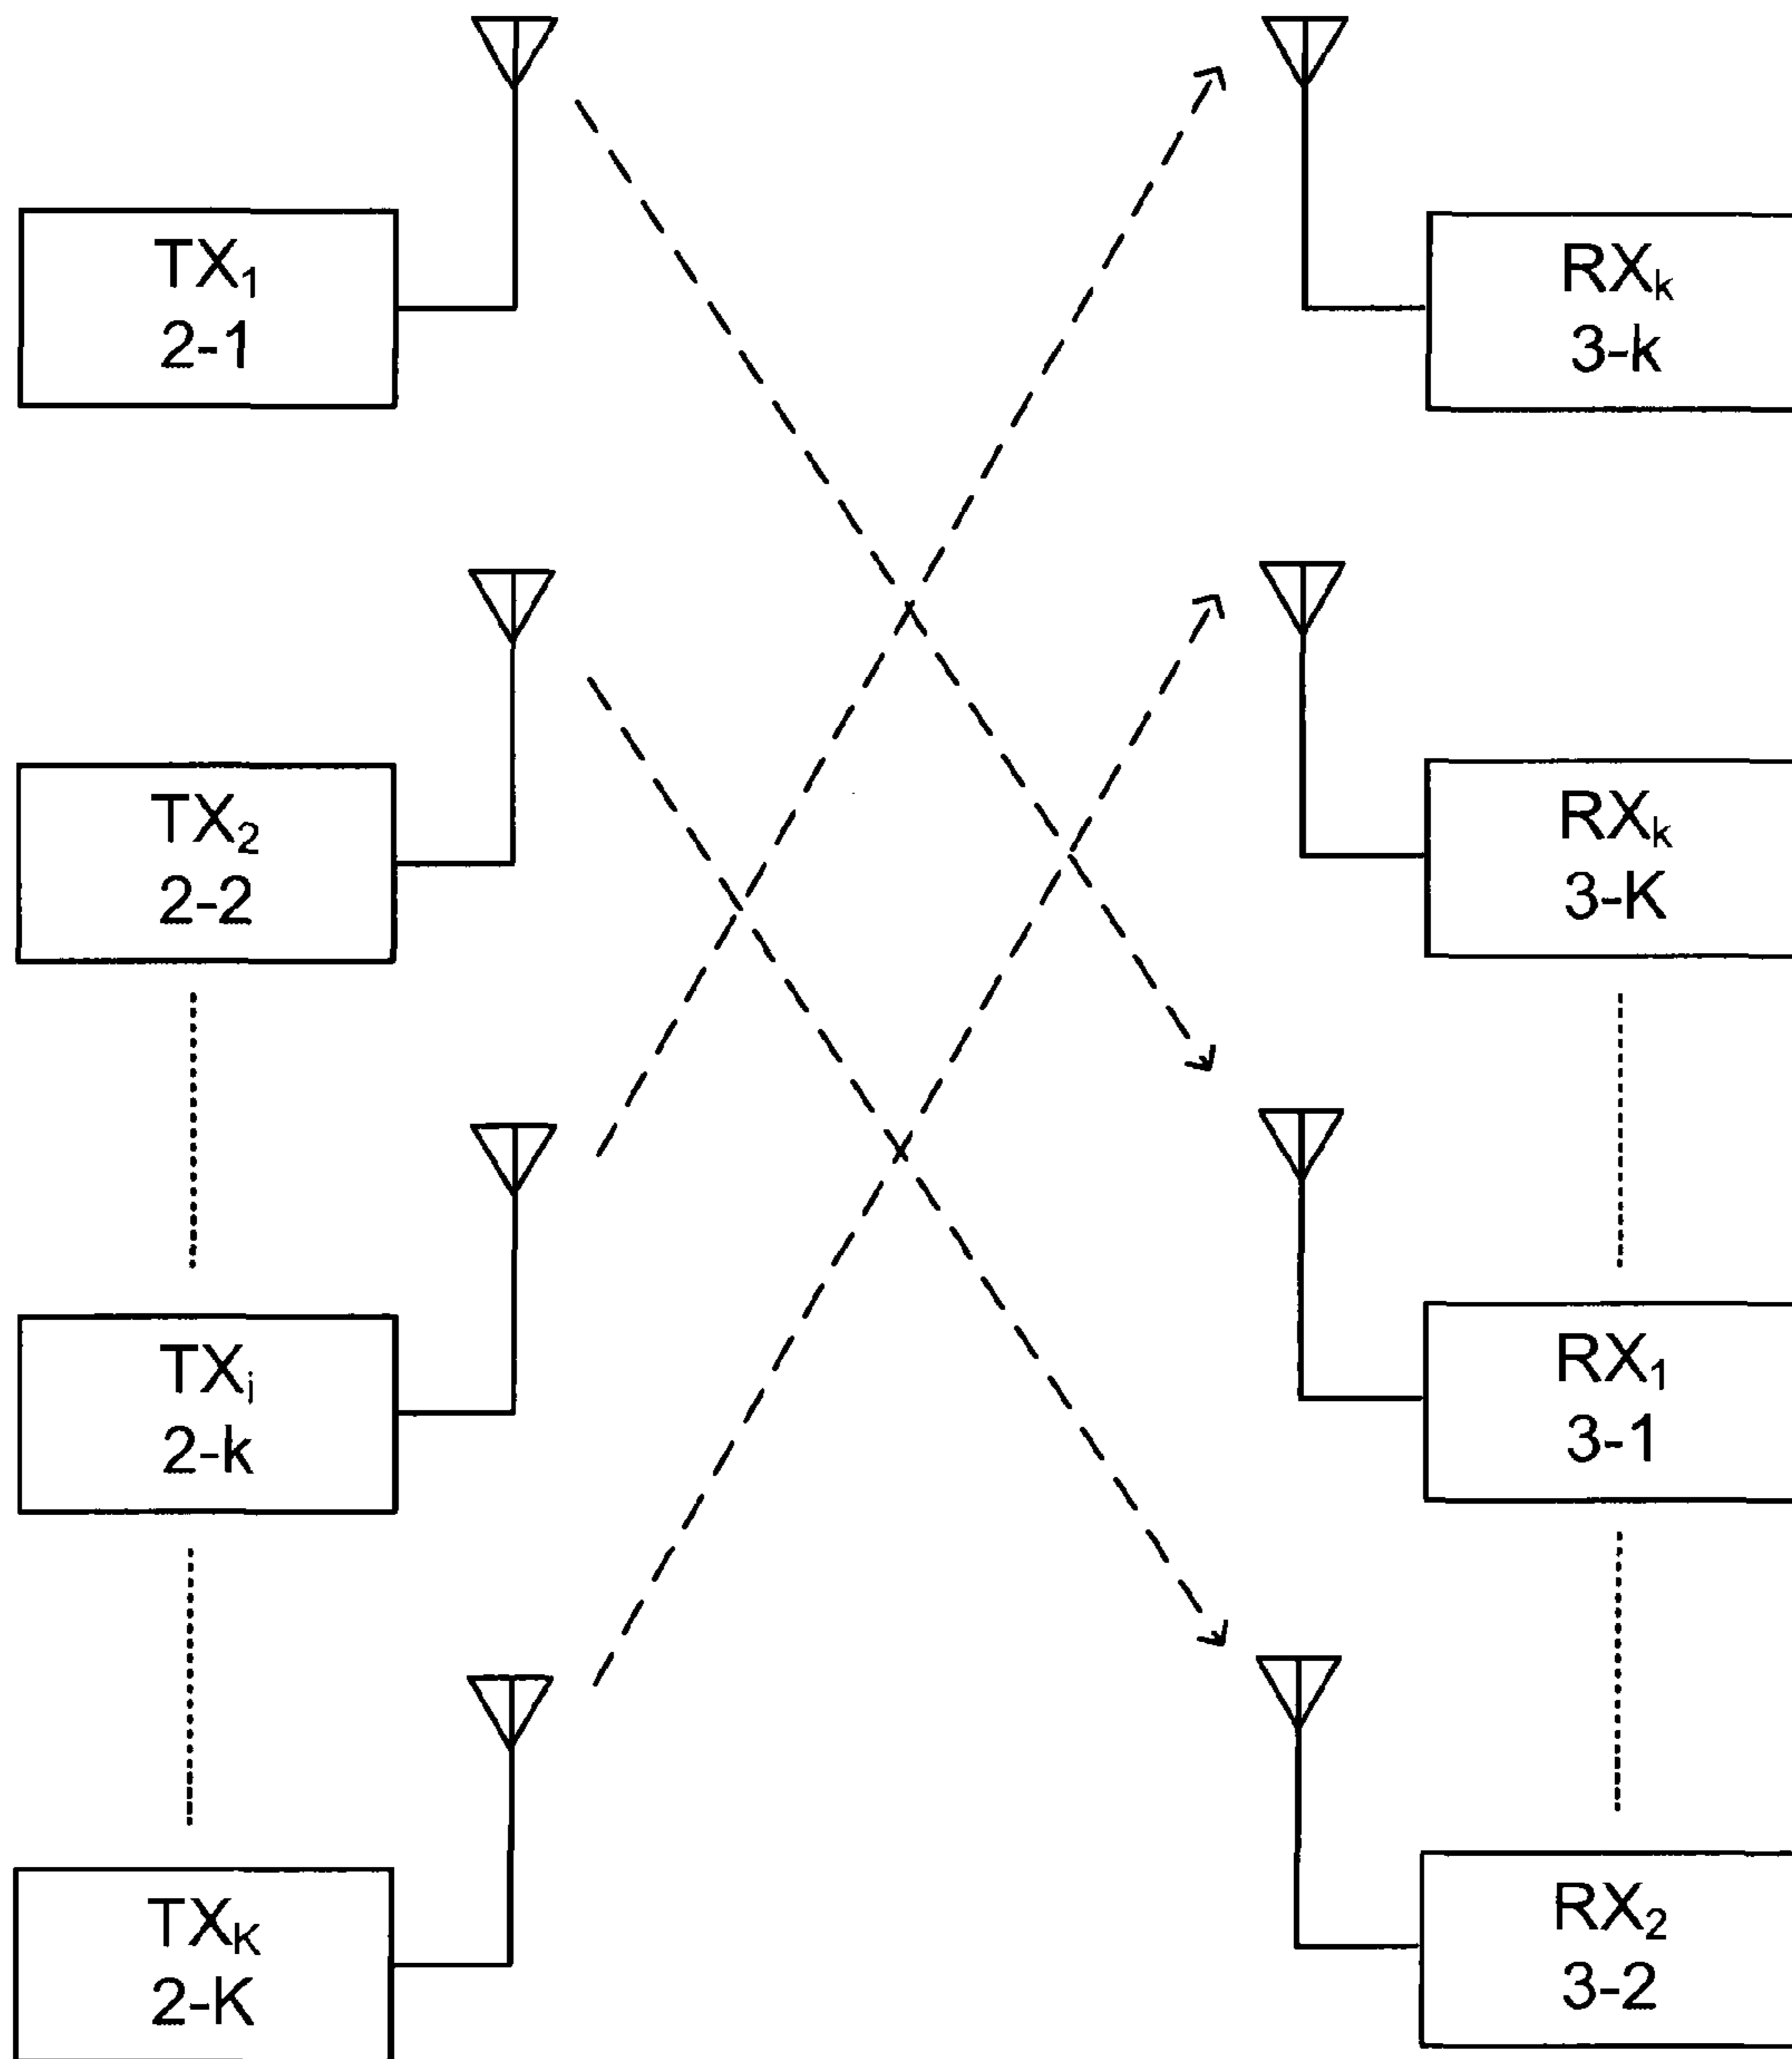 TX₁
2-1
RXₖ
3-k
TX₂
2-2
RXₖ
3-K
TXⱼ
2-k
RX₁
3-1
TX_K
2-K
RX₂
3-2